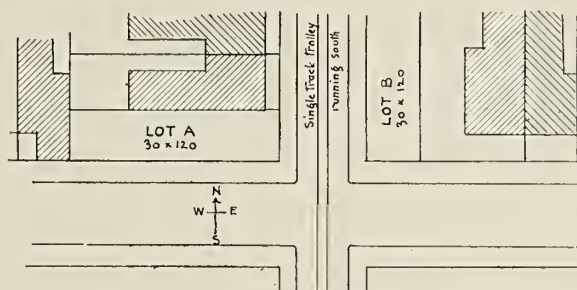 Single Track Trolley
running South
LOT A
30 x 120
LOT B
30 x 120
N
W E
S